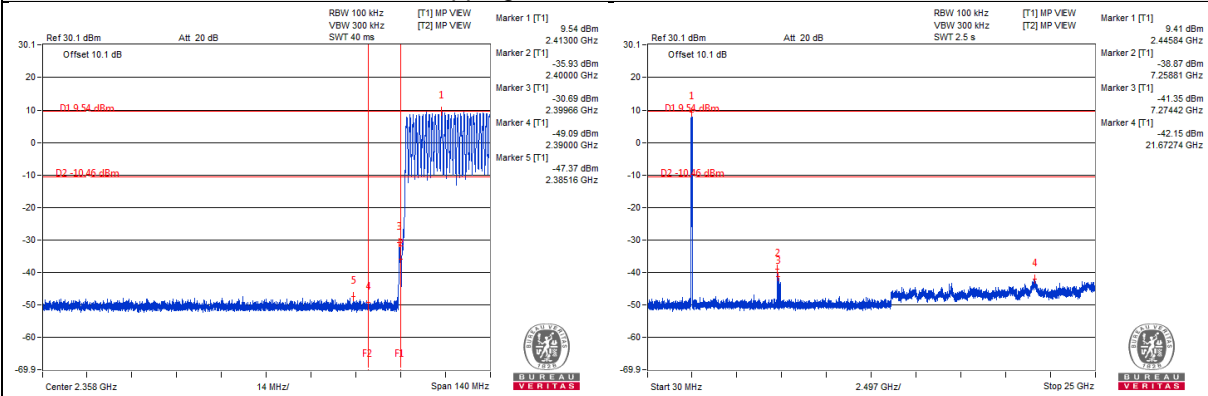 RBW 100 kHz [T1] MP VIEW
VBW 300 kHz [T2] MP VIEW
Ref 30.1 dBm Att 20 dB SWT 40 ms
Offset 10.1 dB
30.1
20
10
0
-10
-20
-30
-40
-50
-60
-69.9
D1 9.54 dBm
D2 -10.46 dBm
1
3
5
4
F2
F1
Center 2.358 GHz 14 MHz/ Span 140 MHz
Marker 1 [T1]
9.54 dBm
2.41300 GHz
Marker 2 [T1]
-35.93 dBm
2.40000 GHz
Marker 3 [T1]
-30.69 dBm
2.39966 GHz
Marker 4 [T1]
-49.09 dBm
2.39000 GHz
Marker 5 [T1]
-47.37 dBm
2.38516 GHz
BUREAU VERITAS
1828
BUREAU
VERITAS
RBW 100 kHz [T1] MP VIEW
VBW 300 kHz [T2] MP VIEW
Ref 30.1 dBm Att 20 dB SWT 2.5 s
Offset 10.1 dB
30.1
20
10
0
-10
-20
-30
-40
-50
-60
-69.9
D1 9.54 dBm
D2 -10.46 dBm
1
2
3
4
Start 30 MHz 2.497 GHz/ Stop 25 GHz
Marker 1 [T1]
9.41 dBm
2.44584 GHz
Marker 2 [T1]
-38.87 dBm
7.25881 GHz
Marker 3 [T1]
-41.35 dBm
7.27442 GHz
Marker 4 [T1]
-42.15 dBm
21.67274 GHz
BUREAU VERITAS
1828
BUREAU
VERITAS